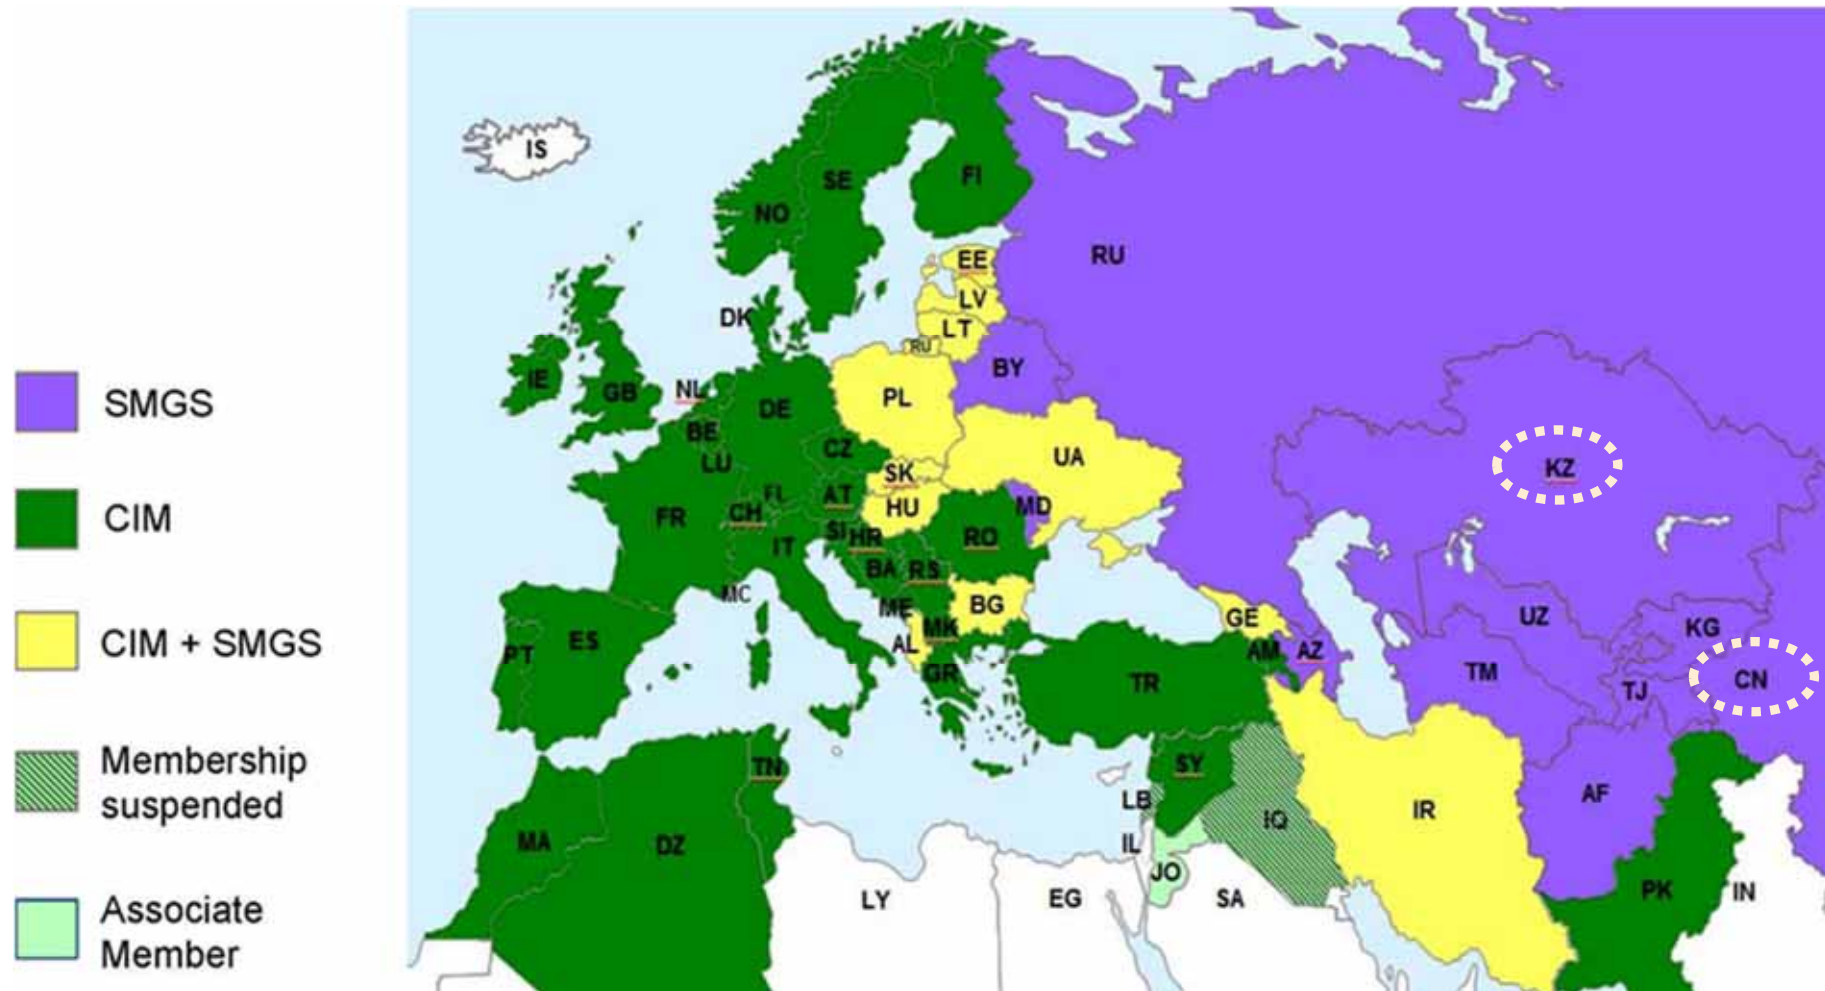 SMGS
CIM
CIM + SMGS
Membership
suspended
Associate
Member
IS
SE
FI
NO
RU
EE
LV
LT
RU
DK
BY
IE
GB
NL
DE
PL
BE
CZ
LU
UA
KZ
SK
FL
AT
HU
MD
FR
CH
SI
HR
RO
IT
BA
RS
MC
ME
BG
GE
UZ
KG
PT
ES
MK
AL
AM
AZ
GR
TR
TM
TJ
CN
TN
SY
LB
IQ
AF
IR
MA
DZ
IL
JO
LY
EG
SA
PK
IN